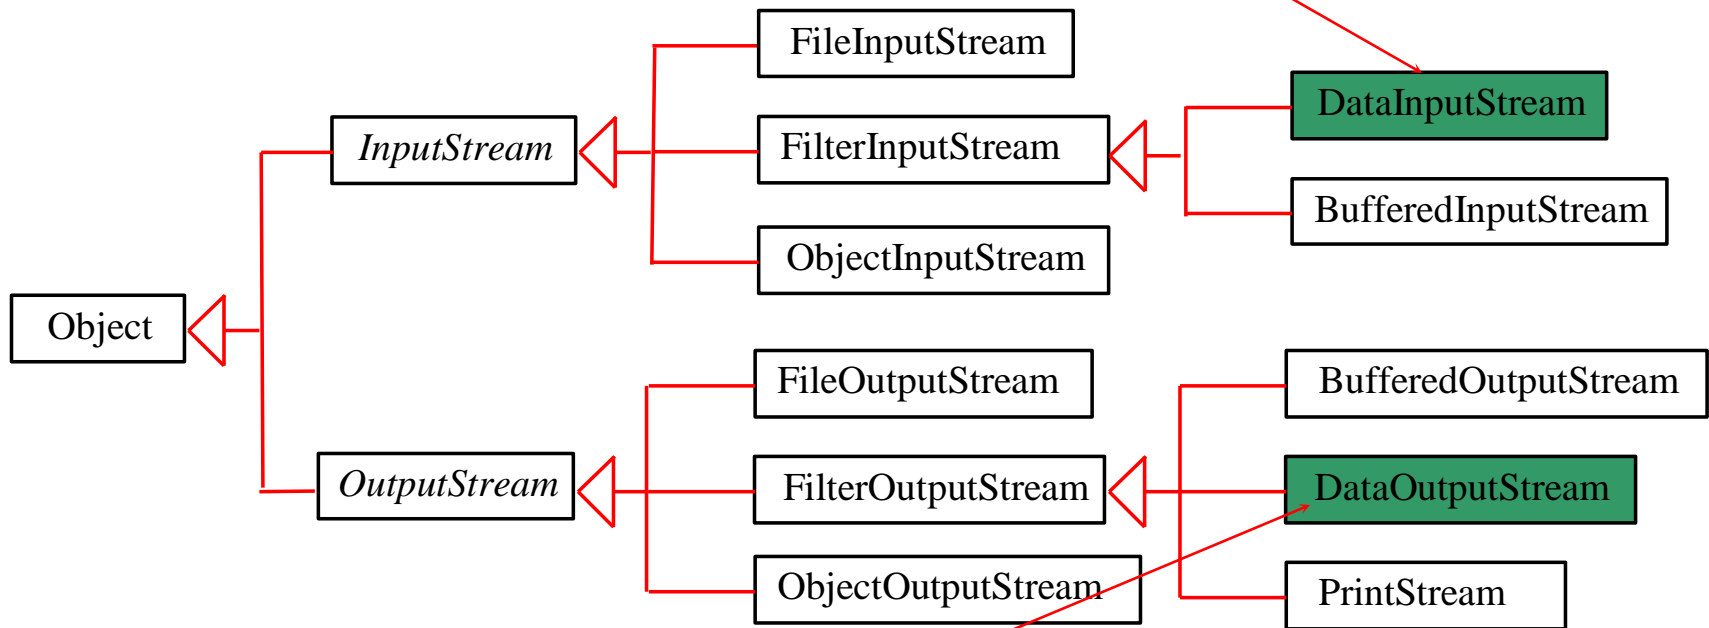 FileInputStream
DataInputStream
InputStream
FilterInputStream
BufferedInputStream
ObjectInputStream
Object
FileOutputStream
BufferedOutputStream
OutputStream
FilterOutputStream
DataOutputStream
ObjectOutputStream
PrintStream